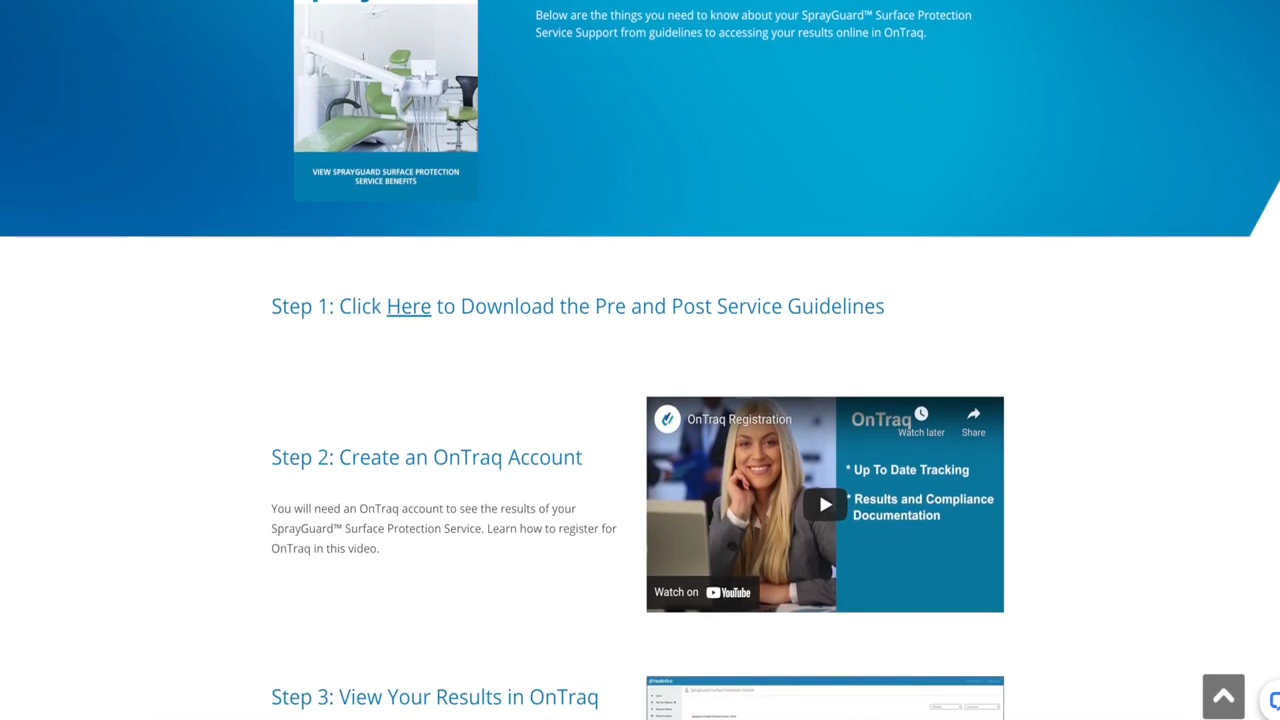 Below are the things you need to know about your SprayGuard™ Surface Protection
Service Support from guidelines to accessing your results online in OnTraq.
VIEW SPRAYGUARD SURFACE PROTECTION
SERVICE BENEFITS
Step 1: Click Here to Download the Pre and Post Service Guidelines
Step 2: Create an OnTraq Account
You will need an OnTraq account to see the results of your
SprayGuard™ Surface Protection Service. Learn how to register for
OnTraq in this video.
OnTraq Registration
OnTraq
Watch later
Share
* Up To Date Tracking
* Results and Compliance
Documentation
Watch on YouTube
Step 3: View Your Results in OnTraq
SprayGuard Surface Protection Service